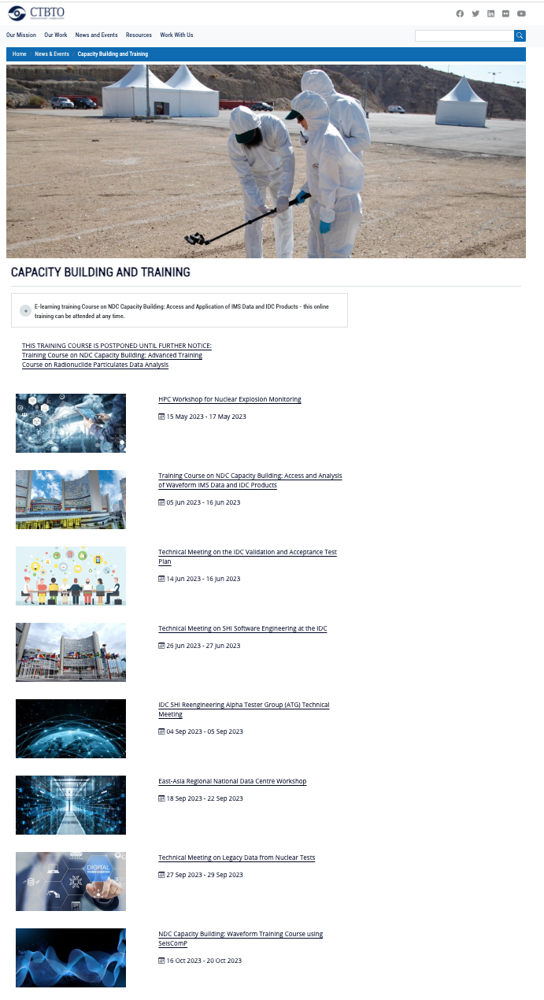 CTBTO
Our Mission Our Work News and Events Resources Work With Us
Home / News & Events / Capacity Building and Training
CAPACITY BUILDING AND TRAINING
E-learning training Course on NDC Capacity Building: Access and Application of IMS Data and IDC Products - this online
training can be attended at any time.
THIS TRAINING COURSE IS POSTPONED UNTIL FURTHER NOTICE:
Training Course on NDC Capacity Building: Advanced Training
Course on Radionuclide Particulates Data Analysis
HPC Workshop for Nuclear Explosion Monitoring
15 May 2023 - 17 May 2023
Training Course on NDC Capacity Building: Access and Analysis
of Waveform IMS Data and IDC Products
05 Jun 2023 - 16 Jun 2023
Technical Meeting on the IDC Validation and Acceptance Test
Plan
14 Jun 2023 - 16 Jun 2023
Technical Meeting on SHI Software Engineering at the IDC
26 Jun 2023 - 27 Jun 2023
IDC SHI Reengineering Alpha Tester Group (ATG) Technical
Meeting
04 Sep 2023 - 05 Sep 2023
East-Asia Regional National Data Centre Workshop
18 Sep 2023 - 22 Sep 2023
DIGITAL
Technical Meeting on Legacy Data from Nuclear Tests
27 Sep 2023 - 29 Sep 2023
NDC Capacity Building: Waveform Training Course using
SeisComP
16 Oct 2023 - 20 Oct 2023